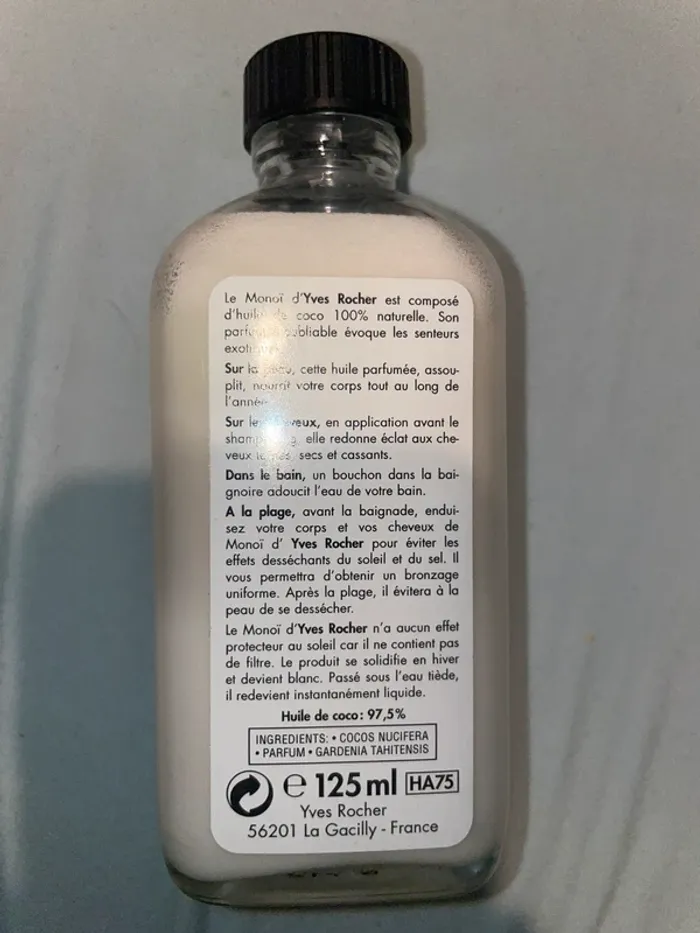 Le Monoï d'Yves Rocher est composé
d'huile de coco 100% naturelle. Son
parfum inoubliable évoque les senteurs
exotiques.
Sur la peau, cette huile parfumée, assou-
plit, nourrit votre corps tout au long de
l'année.
Sur les cheveux, en application avant le
elle redonne éclat aux che-
veux secs et cassants.
Dans le bain, un bouchon dans la bai-
gnoire adoucit l'eau de votre bain.
A la plage, avant la baignade, endui-
sez votre corps et vos cheveux de
Monoï d' Yves Rocher pour éviter les
effets desséchants du soleil et du sel. Il
vous permettra d'obtenir un bronzage
uniforme. Après la plage, il évitera à la
peau de se dessécher.
Le Monoï d'Yves Rocher n'a aucun effet
protecteur au soleil car il ne contient pas
de filtre. Le produit se solidifie en hiver
et devient blanc. Passé sous l'eau tiède,
il redevient instantanément liquide.
Huile de coco: 97,5%
INGREDIENTS: • COCOS NUCIFERA
• PARFUM • GARDENIA TAHITENSIS
℮ 125 ml HA75
Yves Rocher
56201 La Gacilly - France